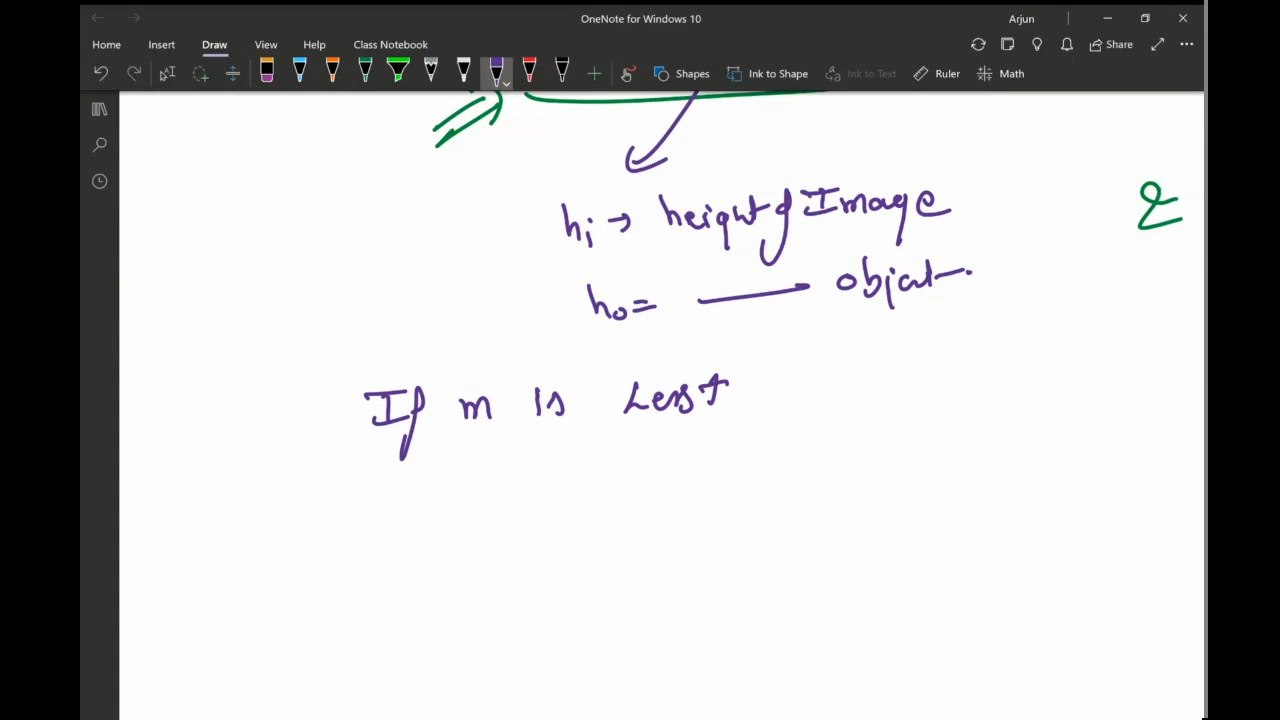 OneNote for Windows 10
Arjun
Home Insert Draw View Help Class Notebook
Share
Shapes Ink to Shape Ink to Text Ruler Math
hi → height of Image
ho = object
If m is Less t
&